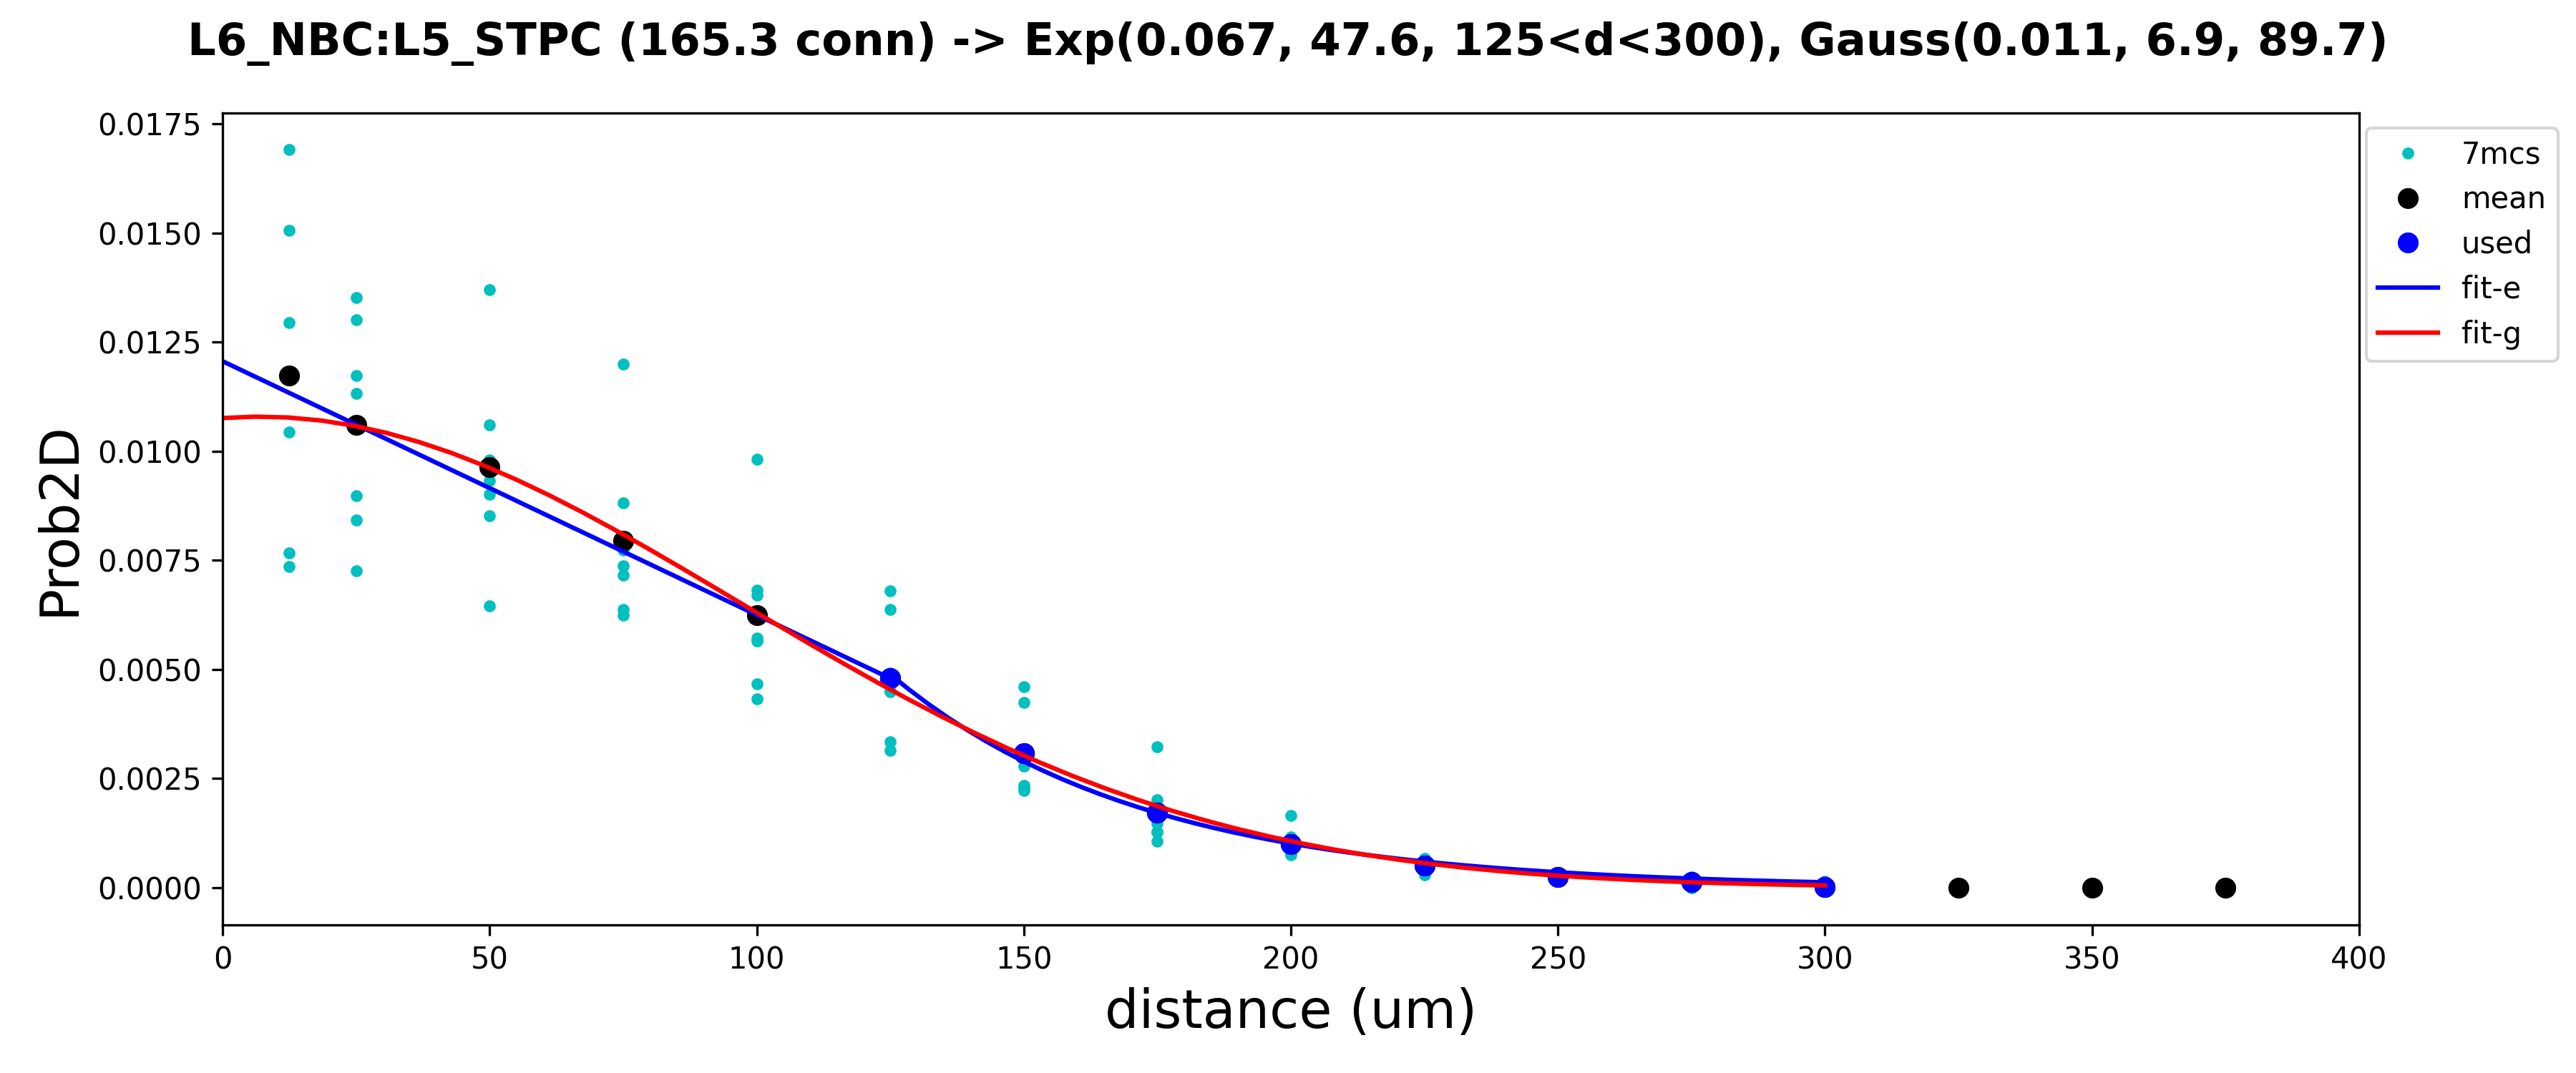 L6_NBC:L5_STPC (165.3 conn) -> Exp(0.067, 47.6, 125<d<300), Gauss(0.011, 6.9, 89.7)
0.0175
0.0150
0.0125
0.0100
0.0075
0.0050
0.0025
0.0000
Prob2D
0 50 100 150 200 250 300 350 400
distance (um)
7mcs
mean
used
fit-e
fit-g